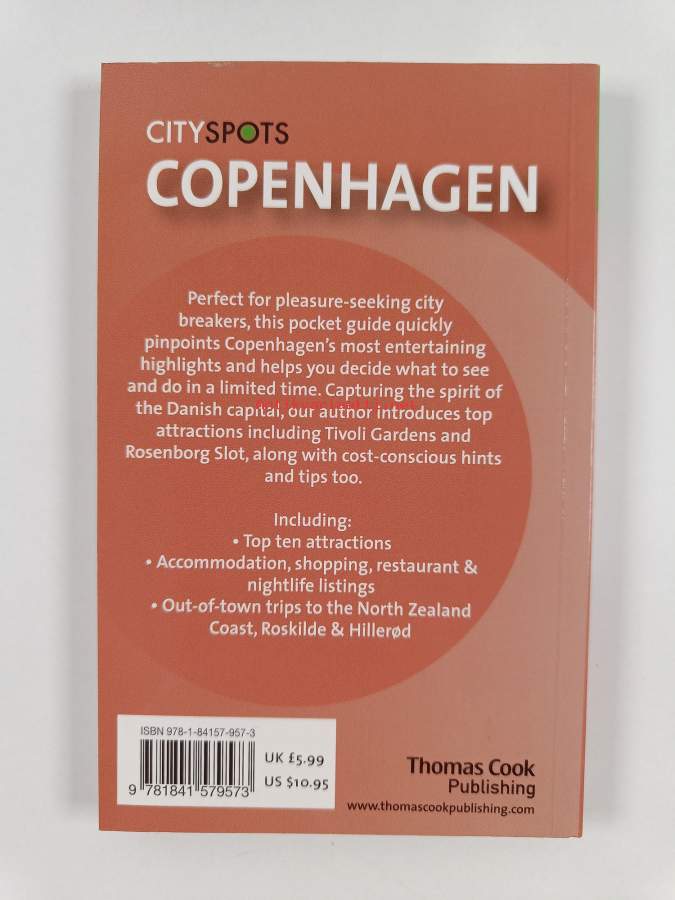 CITYSPOTS
COPENHAGEN
Perfect for pleasure-seeking city
breakers, this pocket guide quickly
pinpoints Copenhagen's most entertaining
highlights and helps you decide what to see
and do in a limited time. Capturing the spirit of
the Danish capital, our author introduces top
attractions including Tivoli Gardens and
Rosenborg Slot, along with cost-conscious hints
and tips too.
Including:
• Top ten attractions
• Accommodation, shopping, restaurant &
nightlife listings
• Out-of-town trips to the North Zealand
Coast, Roskilde & Hillerød
ISBN 978-1-84157-957-3
9 781841 579573
UK £5.99
US $10.95
Thomas Cook
Publishing
www.thomascookpublishing.com